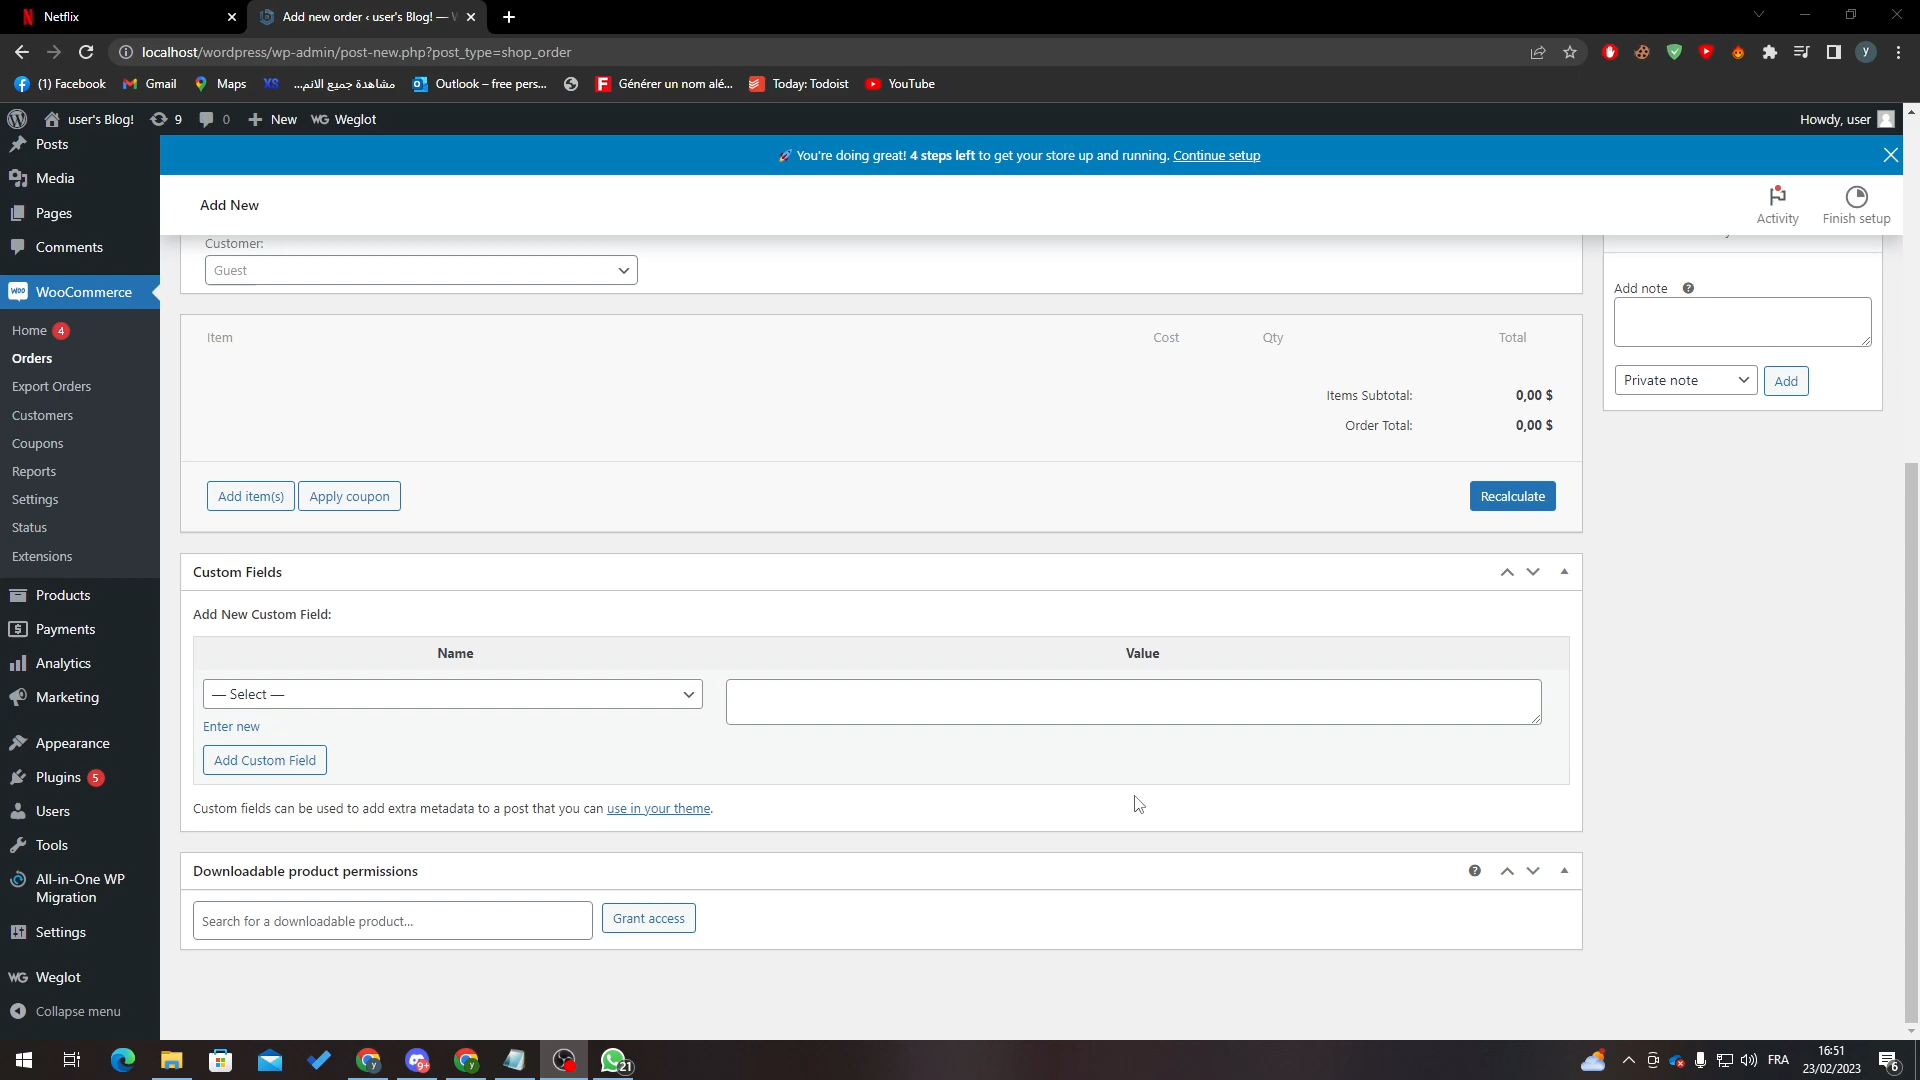 Netflix
Add new order ‹ user's Blog! — W
localhost/wordpress/wp-admin/post-new.php?post_type=shop_order
y
(1) Facebook
Gmail
Maps
XS
مشاهدة جميع الانم...
Outlook – free pers...
Générer un nom alé...
Today: Todoist
YouTube
user's Blog!
9
0
New
WG Weglot
Howdy, user
Posts
Media
Pages
Comments
WooCommerce
Home 4
Orders
Export Orders
Customers
Coupons
Reports
Settings
Status
Extensions
Products
Payments
Analytics
Marketing
Appearance
Plugins 5
Users
Tools
All-in-One WP
Migration
Settings
WG Weglot
Collapse menu
You're doing great! 4 steps left to get your store up and running. Continue setup
Add New
Activity
Finish setup
Customer:
Guest
Item
Cost
Qty
Total
Items Subtotal:
0,00 $
Order Total:
0,00 $
Add item(s)
Apply coupon
Recalculate
Add note
Private note
Add
Custom Fields
Add New Custom Field:
Name
Value
— Select —
Enter new
Add Custom Field
Custom fields can be used to add extra metadata to a post that you can use in your theme.
Downloadable product permissions
Search for a downloadable product...
Grant access
9+
21
FRA
16:51
23/02/2023
6